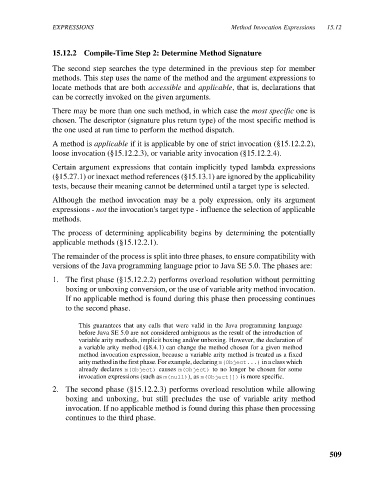 EXPRESSIONS Method Invocation Expressions 15.12
15.12.2 Compile-Time Step 2: Determine Method Signature
The second step searches the type determined in the previous step for member
methods. This step uses the name of the method and the argument expressions to
locate methods that are both accessible and applicable, that is, declarations that
can be correctly invoked on the given arguments.
There may be more than one such method, in which case the most specific one is
chosen. The descriptor (signature plus return type) of the most specific method is
the one used at run time to perform the method dispatch.
A method is applicable if it is applicable by one of strict invocation (§15.12.2.2),
loose invocation (§15.12.2.3), or variable arity invocation (§15.12.2.4).
Certain argument expressions that contain implicitly typed lambda expressions
(§15.27.1) or inexact method references (§15.13.1) are ignored by the applicability
tests, because their meaning cannot be determined until a target type is selected.
Although the method invocation may be a poly expression, only its argument
expressions - not the invocation's target type - influence the selection of applicable
methods.
The process of determining applicability begins by determining the potentially
applicable methods (§15.12.2.1).
The remainder of the process is split into three phases, to ensure compatibility with
versions of the Java programming language prior to Java SE 5.0. The phases are:
1. The first phase (§15.12.2.2) performs overload resolution without permitting
boxing or unboxing conversion, or the use of variable arity method invocation.
If no applicable method is found during this phase then processing continues
to the second phase.
This guarantees that any calls that were valid in the Java programming language
before Java SE 5.0 are not considered ambiguous as the result of the introduction of
variable arity methods, implicit boxing and/or unboxing. However, the declaration of
a variable arity method (§8.4.1) can change the method chosen for a given method
method invocation expression, because a variable arity method is treated as a fixed
arity method in the first phase. For example, declaring m(Object...) in a class which
already declares m(Object) causes m(Object) to no longer be chosen for some
invocation expressions (such as m(null)), as m(Object[]) is more specific.
2. The second phase (§15.12.2.3) performs overload resolution while allowing
boxing and unboxing, but still precludes the use of variable arity method
invocation. If no applicable method is found during this phase then processing
continues to the third phase.
509